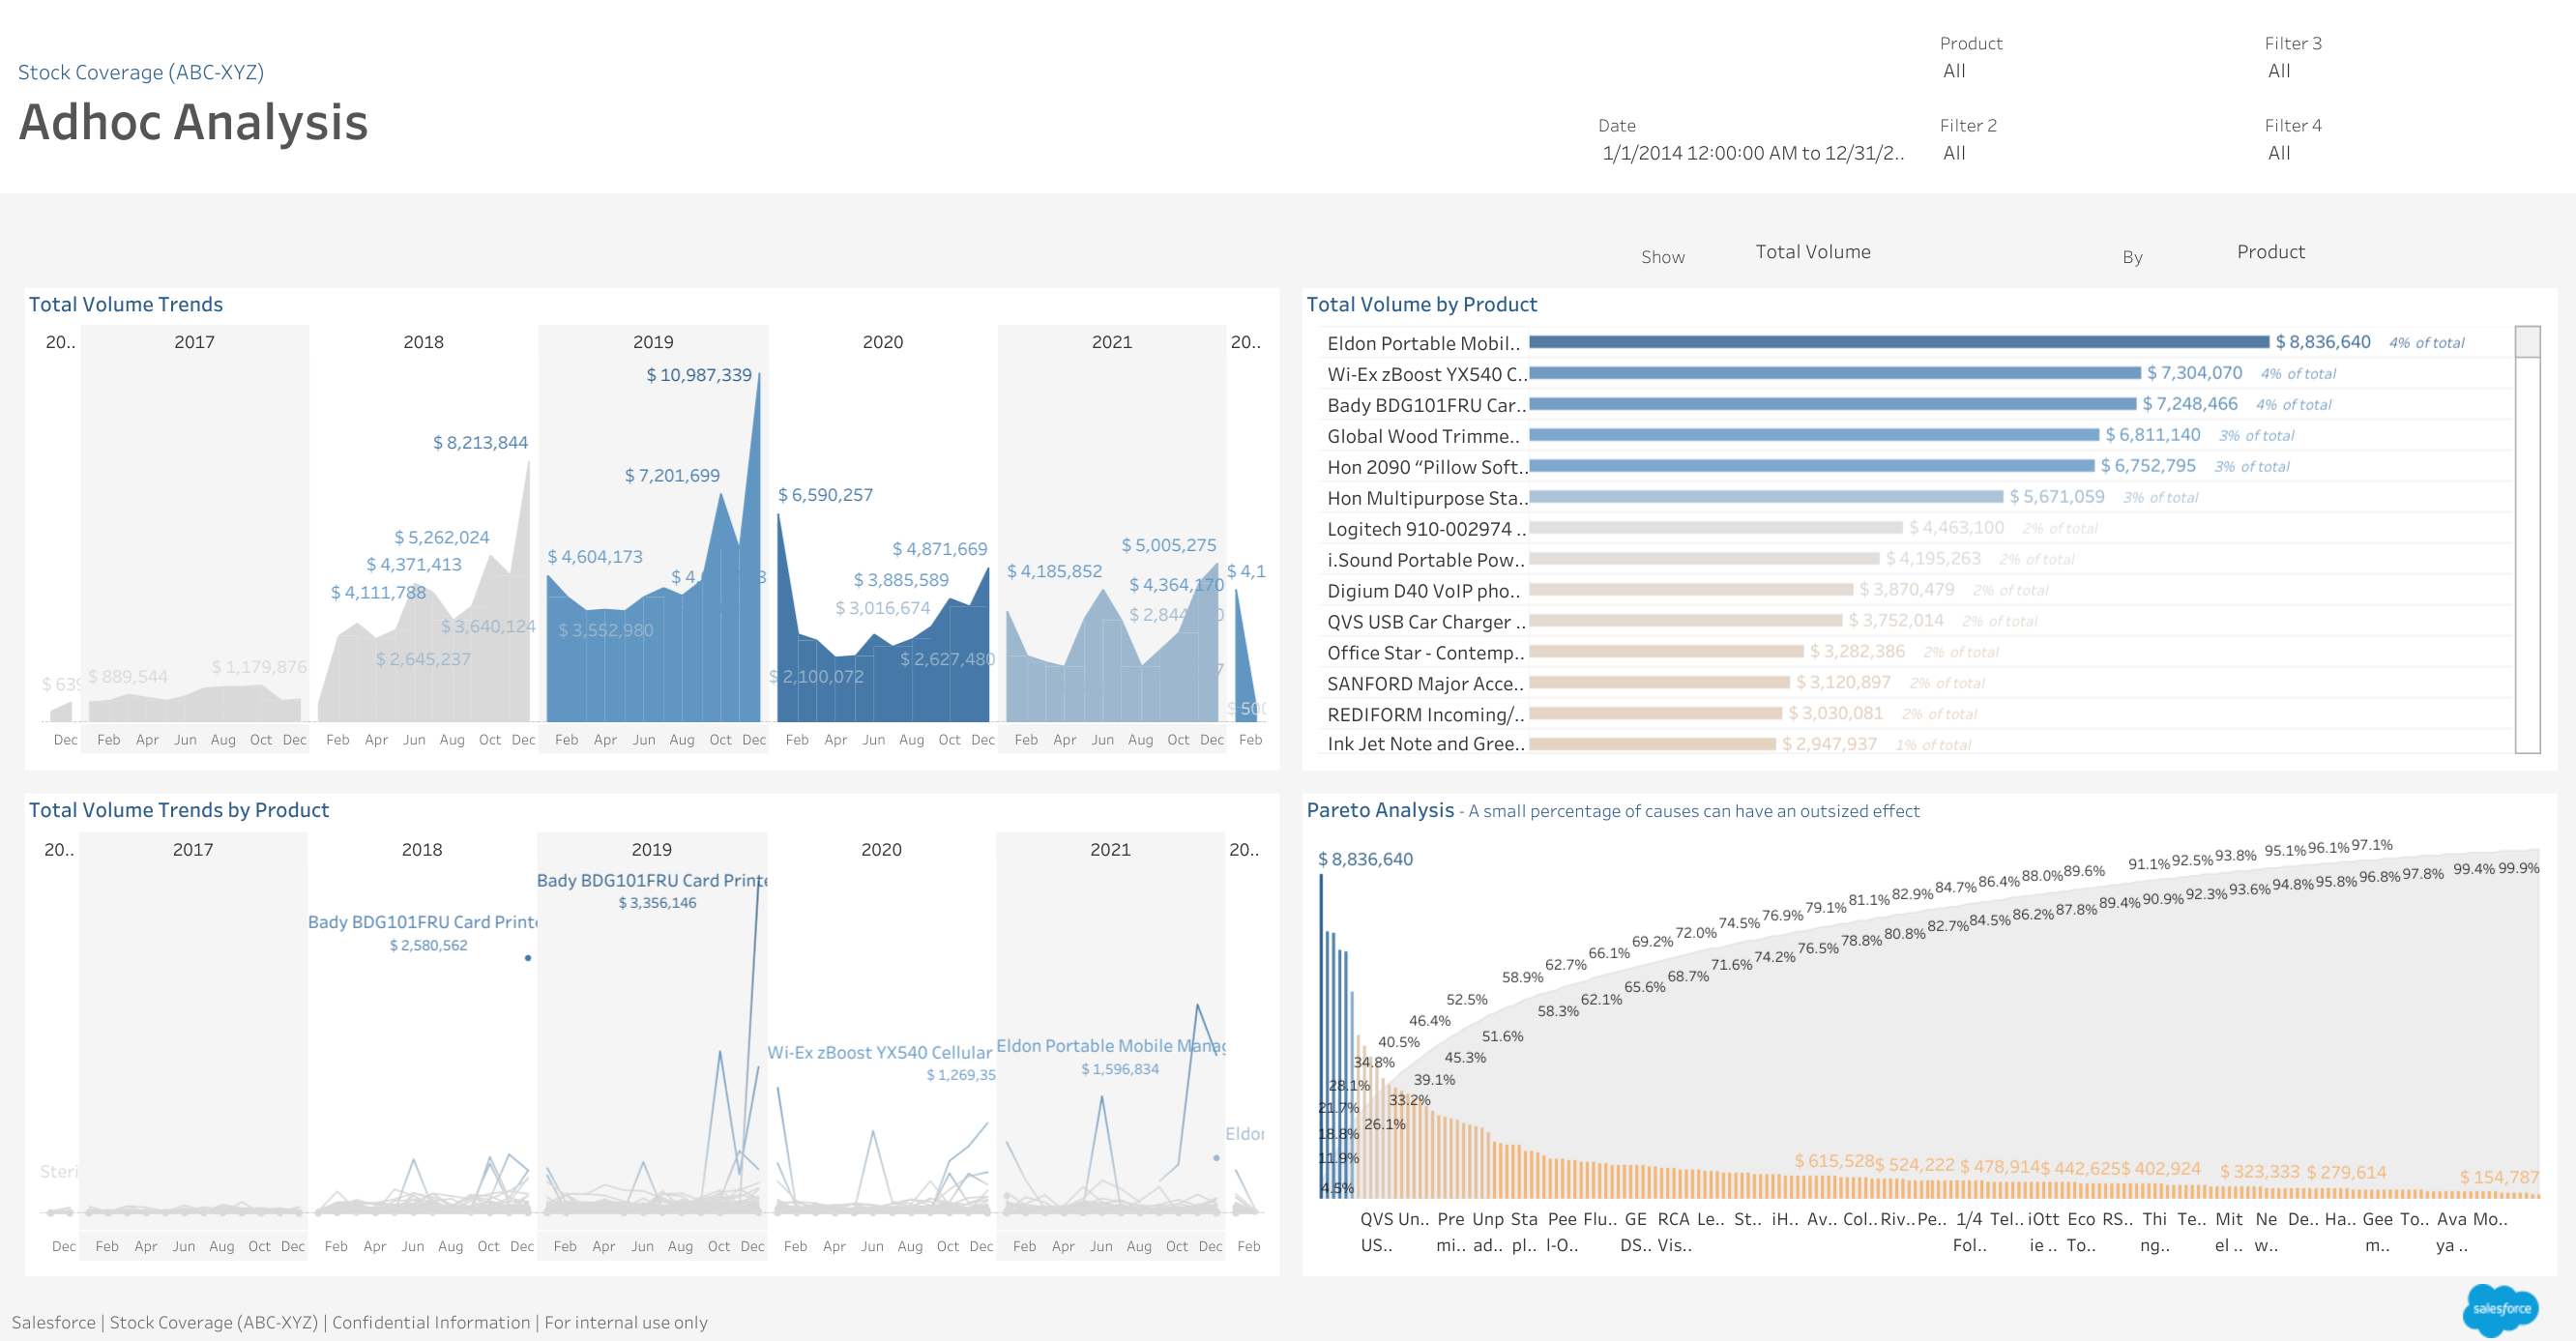 Stock Coverage (ABC-XYZ)
Adhoc Analysis
Product
All
Filter 3
All
Date
1/1/2014 12:00:00 AM to 12/31/2..
Filter 2
All
Filter 4
All
Show Total Volume By Product
Total Volume Trends
20.. 2017 2018 2019 2020 2021 20..
$ 10,987,339
$ 8,213,844
$ 7,201,699
$ 6,590,257
$ 5,262,024
$ 4,371,413
$ 4,111,788
$ 3,640,124
$ 2,645,237
$ 4,604,173
$ 3,552,980
$ 4,871,669
$ 3,885,589
$ 3,016,674
$ 2,100,072
$ 2,627,480
$ 5,005,275
$ 4,185,852
$ 4,364,170
$ 4,1
$ 889,544
$ 1,179,876
Dec Feb Apr Jun Aug Oct Dec Feb Apr Jun Aug Oct Dec Feb Apr Jun Aug Oct Dec Feb Apr Jun Aug Oct Dec Feb Apr Jun Aug Oct Dec Feb
Total Volume by Product
Eldon Portable Mobil.. $ 8,836,640 4% of total
Wi-Ex zBoost YX540 C.. $ 7,304,070 4% of total
Bady BDG101FRU Car.. $ 7,248,466 4% of total
Global Wood Trimme.. $ 6,811,140 3% of total
Hon 2090 “Pillow Soft.. $ 6,752,795 3% of total
Hon Multipurpose Sta.. $ 5,671,059 3% of total
Logitech 910-002974 .. $ 4,463,100 2% of total
i.Sound Portable Pow.. $ 4,195,263 2% of total
Digium D40 VoIP pho.. $ 3,870,479 2% of total
QVS USB Car Charger .. $ 3,752,014 2% of total
Office Star - Contemp.. $ 3,282,386 2% of total
SANFORD Major Acce.. $ 3,120,897 2% of total
REDIFORM Incoming/.. $ 3,030,081 2% of total
Ink Jet Note and Gree.. $ 2,947,937 1% of total
Total Volume Trends by Product
20.. 2017 2018 2019 2020 2021 20..
Bady BDG101FRU Card Printe
$ 2,580,562
Bady BDG101FRU Card Printe
$ 3,356,146
Wi-Ex zBoost YX540 Cellular
$ 1,269,35
Eldon Portable Mobile Manag
$ 1,596,834
Eldor
Steri
Dec Feb Apr Jun Aug Oct Dec Feb Apr Jun Aug Oct Dec Feb Apr Jun Aug Oct Dec Feb Apr Jun Aug Oct Dec Feb Apr Jun Aug Oct Dec Feb
Pareto Analysis - A small percentage of causes can have an outsized effect
$ 8,836,640
4.5% 11.9% 18.8% 21.7% 28.1% 34.8% 40.5% 46.4% 52.5% 58.9% 62.7% 66.1% 69.2% 72.0% 74.5% 76.9% 79.1% 81.1% 82.9% 84.7% 86.4% 88.0% 89.6% 91.1% 92.5% 93.8% 95.1% 96.1% 97.1%
26.1% 33.2% 39.1% 45.3% 51.6% 58.3% 62.1% 65.6% 68.7% 71.6% 74.2% 76.5% 78.8% 80.8% 82.7% 84.5% 86.2% 87.8% 89.4% 90.9% 92.3% 93.6% 94.8% 95.8% 96.8% 97.8% 99.4% 99.9%
$ 615,528 $ 524,222 $ 478,914 $ 442,625 $ 402,924 $ 323,333 $ 279,614 $ 154,787
QVS Un.. Pre Unp Sta Pee Flu.. GE RCA Le.. St.. iH.. Av.. Col.. Riv.. Pe.. 1/4 Tel.. iOtt Eco RS.. Thi Te.. Mit Ne De.. Ha.. Gee To.. Ava Mo..
US.. mi.. ad.. pl.. l-O.. DS.. Vis.. Fol.. ie .. To.. ng.. el .. w.. m.. ya ..
Salesforce | Stock Coverage (ABC-XYZ) | Confidential Information | For internal use only
salesforce